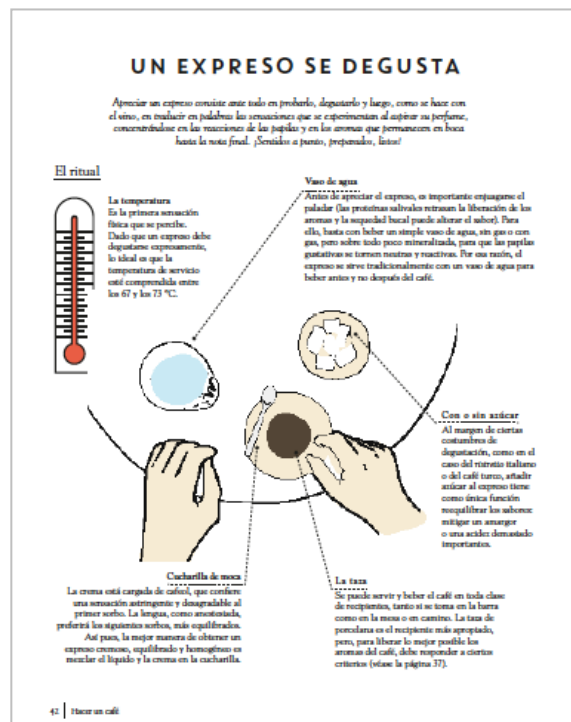 UN EXPRESO SE DEGUSTA
Apreciar un expreso consiste ante todo en probarlo, degustarlo y luego, como se hace con
el vino, en traducir en palabras las sensaciones que se experimentan al aspirar su perfume,
concentrándose en las reacciones de las papilas y en los aromas que permanecen en boca
hasta la nota final. ¡Sentidos a punto, preparados, listos!
El ritual
La temperatura
Es la primera sensación
física que se percibe.
Dado que un expreso debe
degustarse expresamente,
lo ideal es que la
temperatura de servicio
esté comprendida entre
los 67 y los 73 °C.
Vaso de agua
Antes de apreciar el expreso, es importante enjuagarse el
paladar (las proteínas salivales retrasan la liberación de los
aromas y la sequedad bucal puede alterar el sabor). Para
ello, basta con beber un simple vaso de agua, sin gas o con
gas, pero sobre todo poco mineralizada, para que las papilas
gustativas se tornen neutras y reactivas. Por esa razón, el
expreso se sirve tradicionalmente con un vaso de agua para
beber antes y no después del café.
Con o sin azúcar
Al margen de ciertas
costumbres de
degustación, como en el
caso del ristretto italiano
o del café turco, añadir
azúcar al expreso tiene
como única función
reequilibrar los sabores:
mitigar un amargor
o una acidez demasiado
importantes.
Cucharilla de moca
La crema está cargada de cafeol, que confiere
una sensación astringente y desagradable al
primer sorbo. La lengua, como anestesiada,
preferirá los siguientes sorbos, más equilibrados.
Así pues, la mejor manera de obtener un
expreso cremoso, equilibrado y homogéneo es
mezclar el líquido y la crema en la cucharilla.
La taza
Se puede servir y beber el café en toda clase
de recipientes, tanto si se toma en la barra
como en la mesa o en camino. La taza de
porcelana es el recipiente más apropiado,
pero, para liberar lo mejor posible los
aromas del café, debe responder a ciertos
criterios (véase la página 37).
42 | Hacer un café